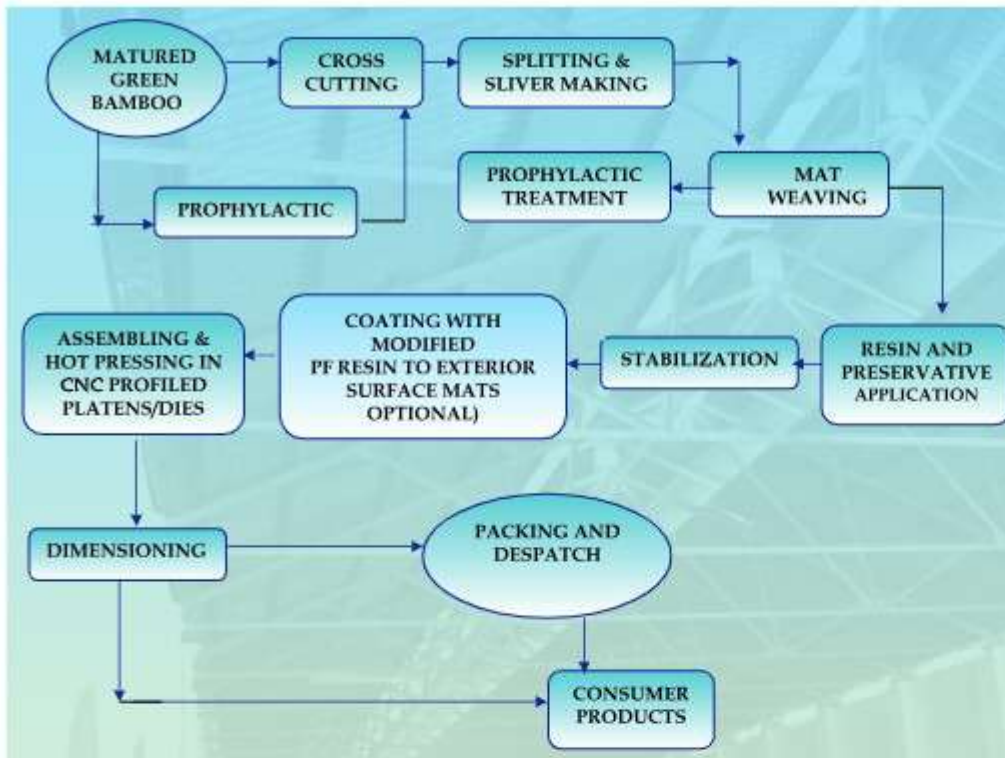 MATURED
GREEN
BAMBOO
CROSS
CUTTING
SPLITTING &
SLIVER MAKING
PROPHYLACTIC
PROPHYLACTIC
TREATMENT
MAT
WEAVING
ASSEMBLING &
HOT PRESSING IN
CNC PROFILED
PLATENS/DIES
COATING WITH
MODIFIED
PF RESIN TO EXTERIOR
SURFACE MATS
OPTIONAL)
STABILIZATION
RESIN AND
PRESERVATIVE
APPLICATION
DIMENSIONING
PACKING AND
DESPATCH
CONSUMER
PRODUCTS